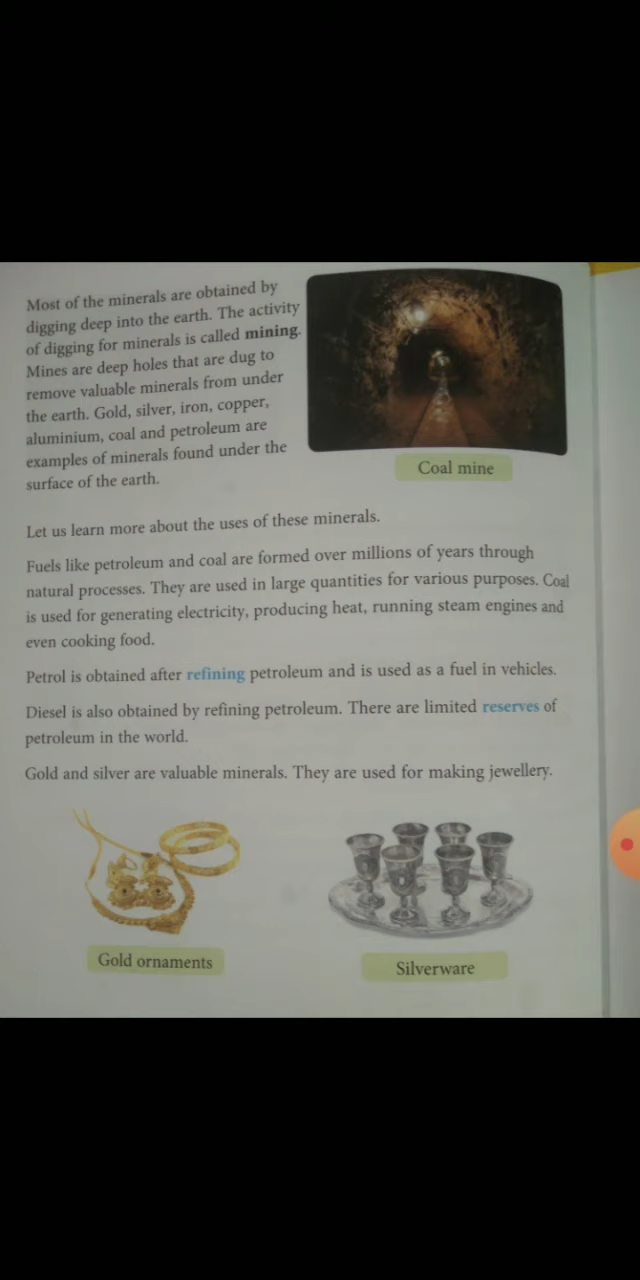 Most of the minerals are obtained by
digging deep into the earth. The activity
of digging for minerals is called mining.
Mines are deep holes that are dug to
remove valuable minerals from under
the earth. Gold, silver, iron, copper,
aluminium, coal and petroleum are
examples of minerals found under the
surface of the earth.
Coal mine
Let us learn more about the uses of these minerals.
Fuels like petroleum and coal are formed over millions of years through
natural processes. They are used in large quantities for various purposes. Coal
is used for generating electricity, producing heat, running steam engines and
even cooking food.
Petrol is obtained after refining petroleum and is used as a fuel in vehicles.
Diesel is also obtained by refining petroleum. There are limited reserves of
petroleum in the world.
Gold and silver are valuable minerals. They are used for making jewellery.
Gold ornaments
Silverware